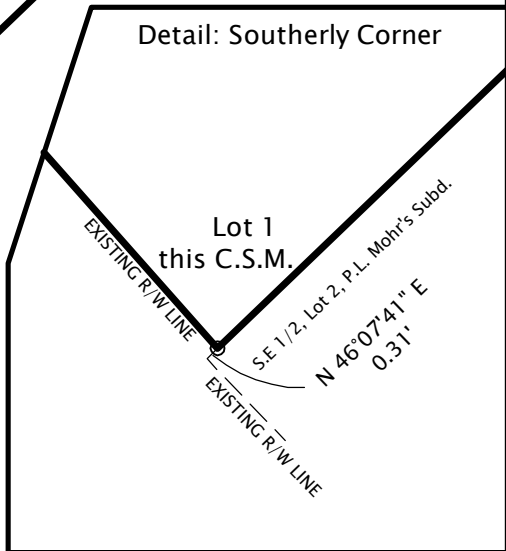 Detail: Southerly Corner
Lot 1
this C.S.M.
EXISTING R/W LINE
S.E 1/2, Lot 2, P.L. Mohr's Subd.
N 46°07'41" E
0.31'
EXISTING R/W LINE